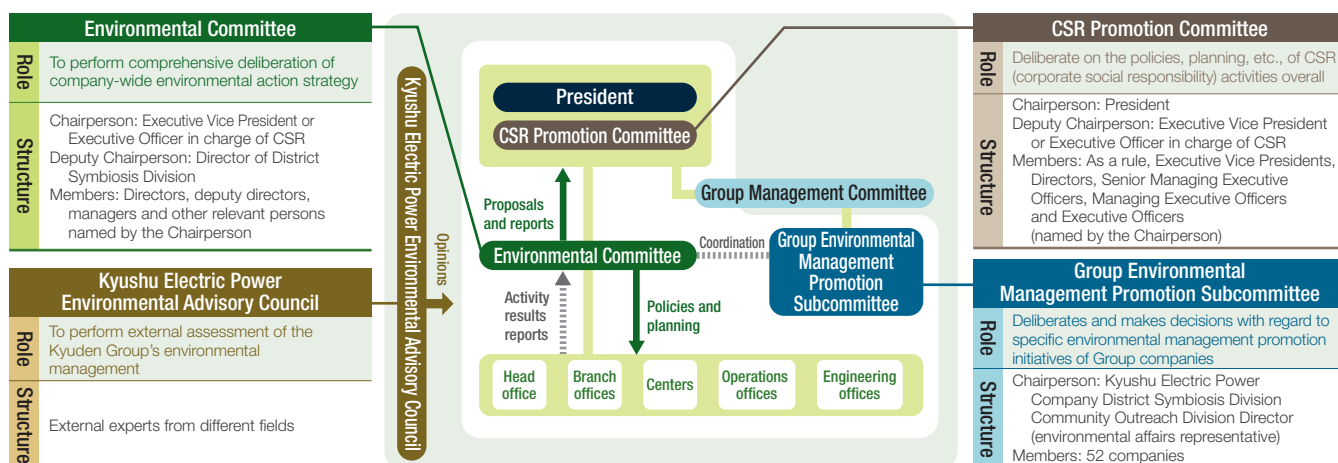 Environmental Committee
Role
To perform comprehensive deliberation of
company-wide environmental action strategy
Structure
Chairperson: Executive Vice President or
Executive Officer in charge of CSR
Deputy Chairperson: Director of District
Symbiosis Division
Members: Directors, deputy directors,
managers and other relevant persons
named by the Chairperson
Kyushu Electric Power
Environmental Advisory Council
Role
To perform external assessment of the
Kyuden Group's environmental
management
Structure
External experts from different fields
Kyushu Electric Power Environmental Advisory Council
Opinions
President
CSR Promotion Committee
Group Management Committee
Proposals
and reports
Environmental Committee
Coordination
Group Environmental
Management
Promotion
Subcommittee
Activity
results
reports
Policies and
planning
Head
office
Branch
offices
Centers
Operations
offices
Engineering
offices
CSR Promotion Committee
Role
Deliberate on the policies, planning, etc., of CSR
(corporate social responsibility) activities overall
Structure
Chairperson: President
Deputy Chairperson: Executive Vice President
or Executive Officer in charge of CSR
Members: As a rule, Executive Vice Presidents,
Directors, Senior Managing Executive
Officers, Managing Executive Officers
and Executive Officers
(named by the Chairperson)
Group Environmental
Management Promotion Subcommittee
Role
Deliberates and makes decisions with regard to
specific environmental management promotion
initiatives of Group companies
Structure
Chairperson: Kyushu Electric Power
Company District Symbiosis Division
Community Outreach Division Director
(environmental affairs representative)
Members: 52 companies